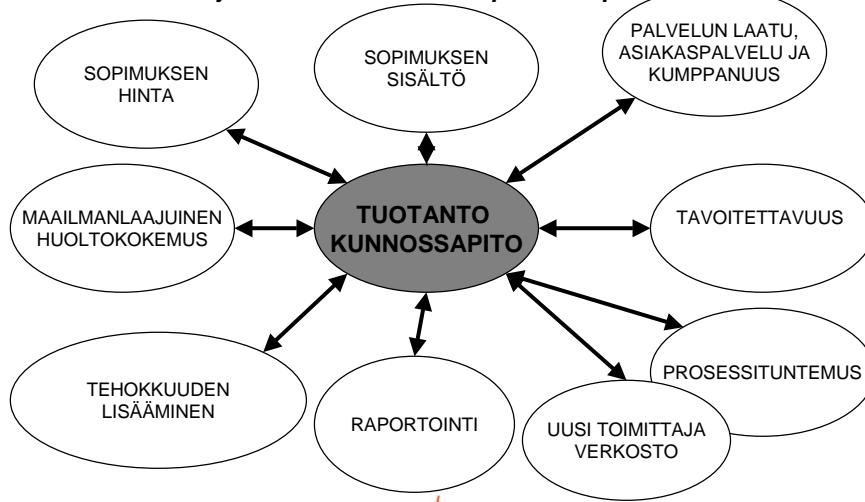 SOPIMUKSEN
HINTA
SOPIMUKSEN
SISÄLTÖ
PALVELUN LAATU,
ASIAKASPALVELU JA
KUMPPANUUS
MAAILMANLAAJUINEN
HUOLTOKOKEMUS
TUOTANTO
KUNNOSSAPITO
TAVOITETTAVUUS
TEHOKKUUDEN
LISÄÄMINEN
RAPORTOINTI
UUSI TOIMITTAJA
VERKOSTO
PROSESSITUNTEMUS